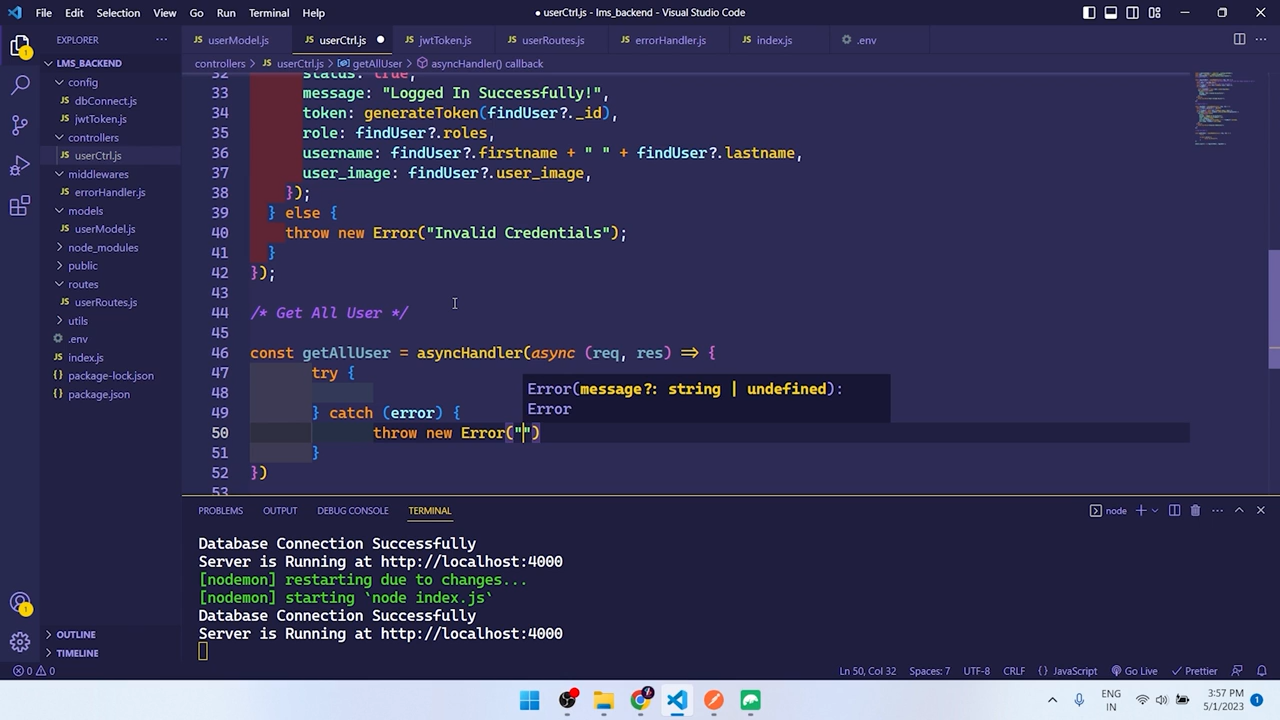 File Edit Selection View Go Run Terminal Help
● userCtrl.js - lms_backend - Visual Studio Code
EXPLORER
LMS_BACKEND
config
dbConnect.js
jwtToken.js
controllers
userCtrl.js
middlewares
errorHandler.js
models
userModel.js
node_modules
public
routes
userRoutes.js
utils
.env
index.js
package-lock.json
package.json
OUTLINE
TIMELINE
userModel.js userCtrl.js ● jwtToken.js userRoutes.js errorHandler.js index.js .env
controllers > userCtrl.js > getAllUser > asyncHandler() callback
32 status: true,
33 message: "Logged In Successfully!",
34 token: generateToken(findUser?._id),
35 role: findUser?.roles,
36 username: findUser?.firstname + " " + findUser?.lastname,
37 user_image: findUser?.user_image,
38 });
39 } else {
40 throw new Error("Invalid Credentials");
41 }
42 });
43
44 /* Get All User */
45
46 const getAllUser = asyncHandler(async (req, res) => {
47 try {
48
49 } catch (error) {
50 throw new Error("")
51 }
52 })
53
Error(message?: string | undefined):
Error
PROBLEMS OUTPUT DEBUG CONSOLE TERMINAL
node
Database Connection Successfully
Server is Running at http://localhost:4000
[nodemon] restarting due to changes...
[nodemon] starting `node index.js`
Database Connection Successfully
Server is Running at http://localhost:4000
0 0 Ln 50, Col 32 Spaces: 7 UTF-8 CRLF {} JavaScript Go Live Prettier
ENG
IN
3:57 PM
5/1/2023